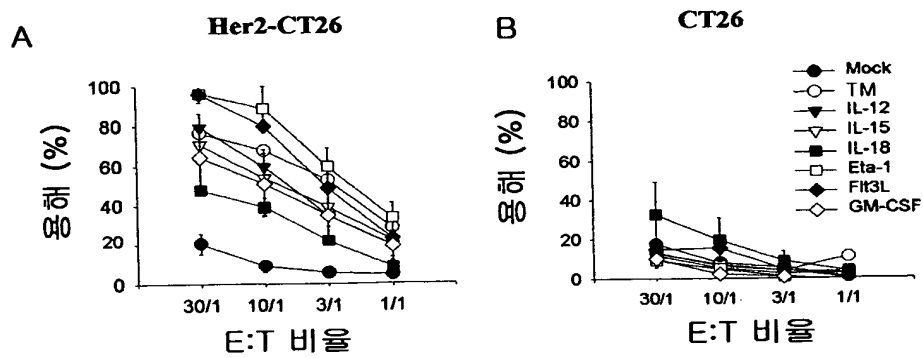 A
Her2-CT26
용해 (%)
100
80
60
40
20
0
30/1
10/1
3/1
1/1
E:T 비율
B
CT26
용해 (%)
100
80
60
40
20
0
30/1
10/1
3/1
1/1
E:T 비율
Mock
TM
IL-12
IL-15
IL-18
Eta-1
Flt3L
GM-CSF